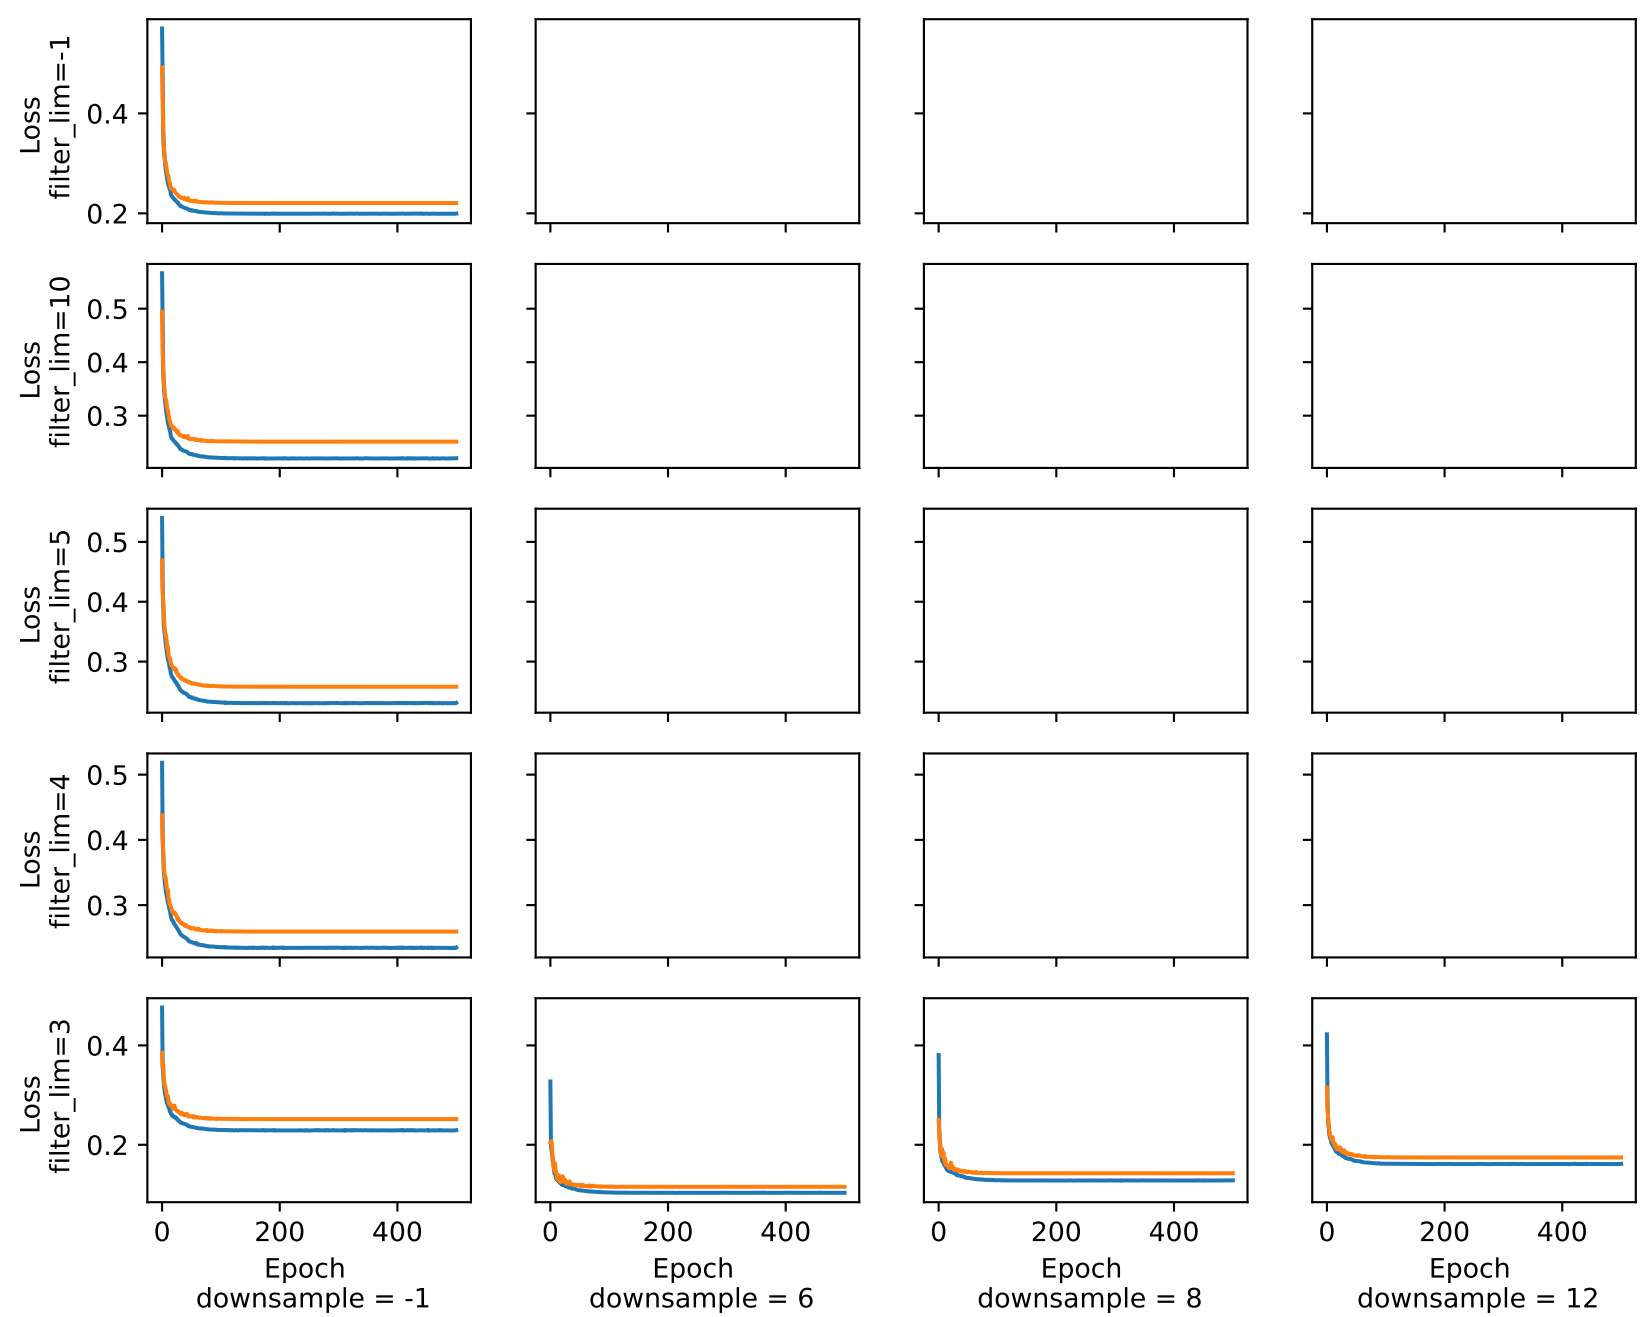 Loss
filter_lim=-1
0.4
0.2
Loss
filter_lim=10
0.5
0.4
0.3
Loss
filter_lim=5
0.5
0.4
0.3
Loss
filter_lim=4
0.5
0.4
0.3
Loss
filter_lim=3
0.4
0.2
0 200 400
Epoch
downsample = -1
0 200 400
Epoch
downsample = 6
0 200 400
Epoch
downsample = 8
0 200 400
Epoch
downsample = 12